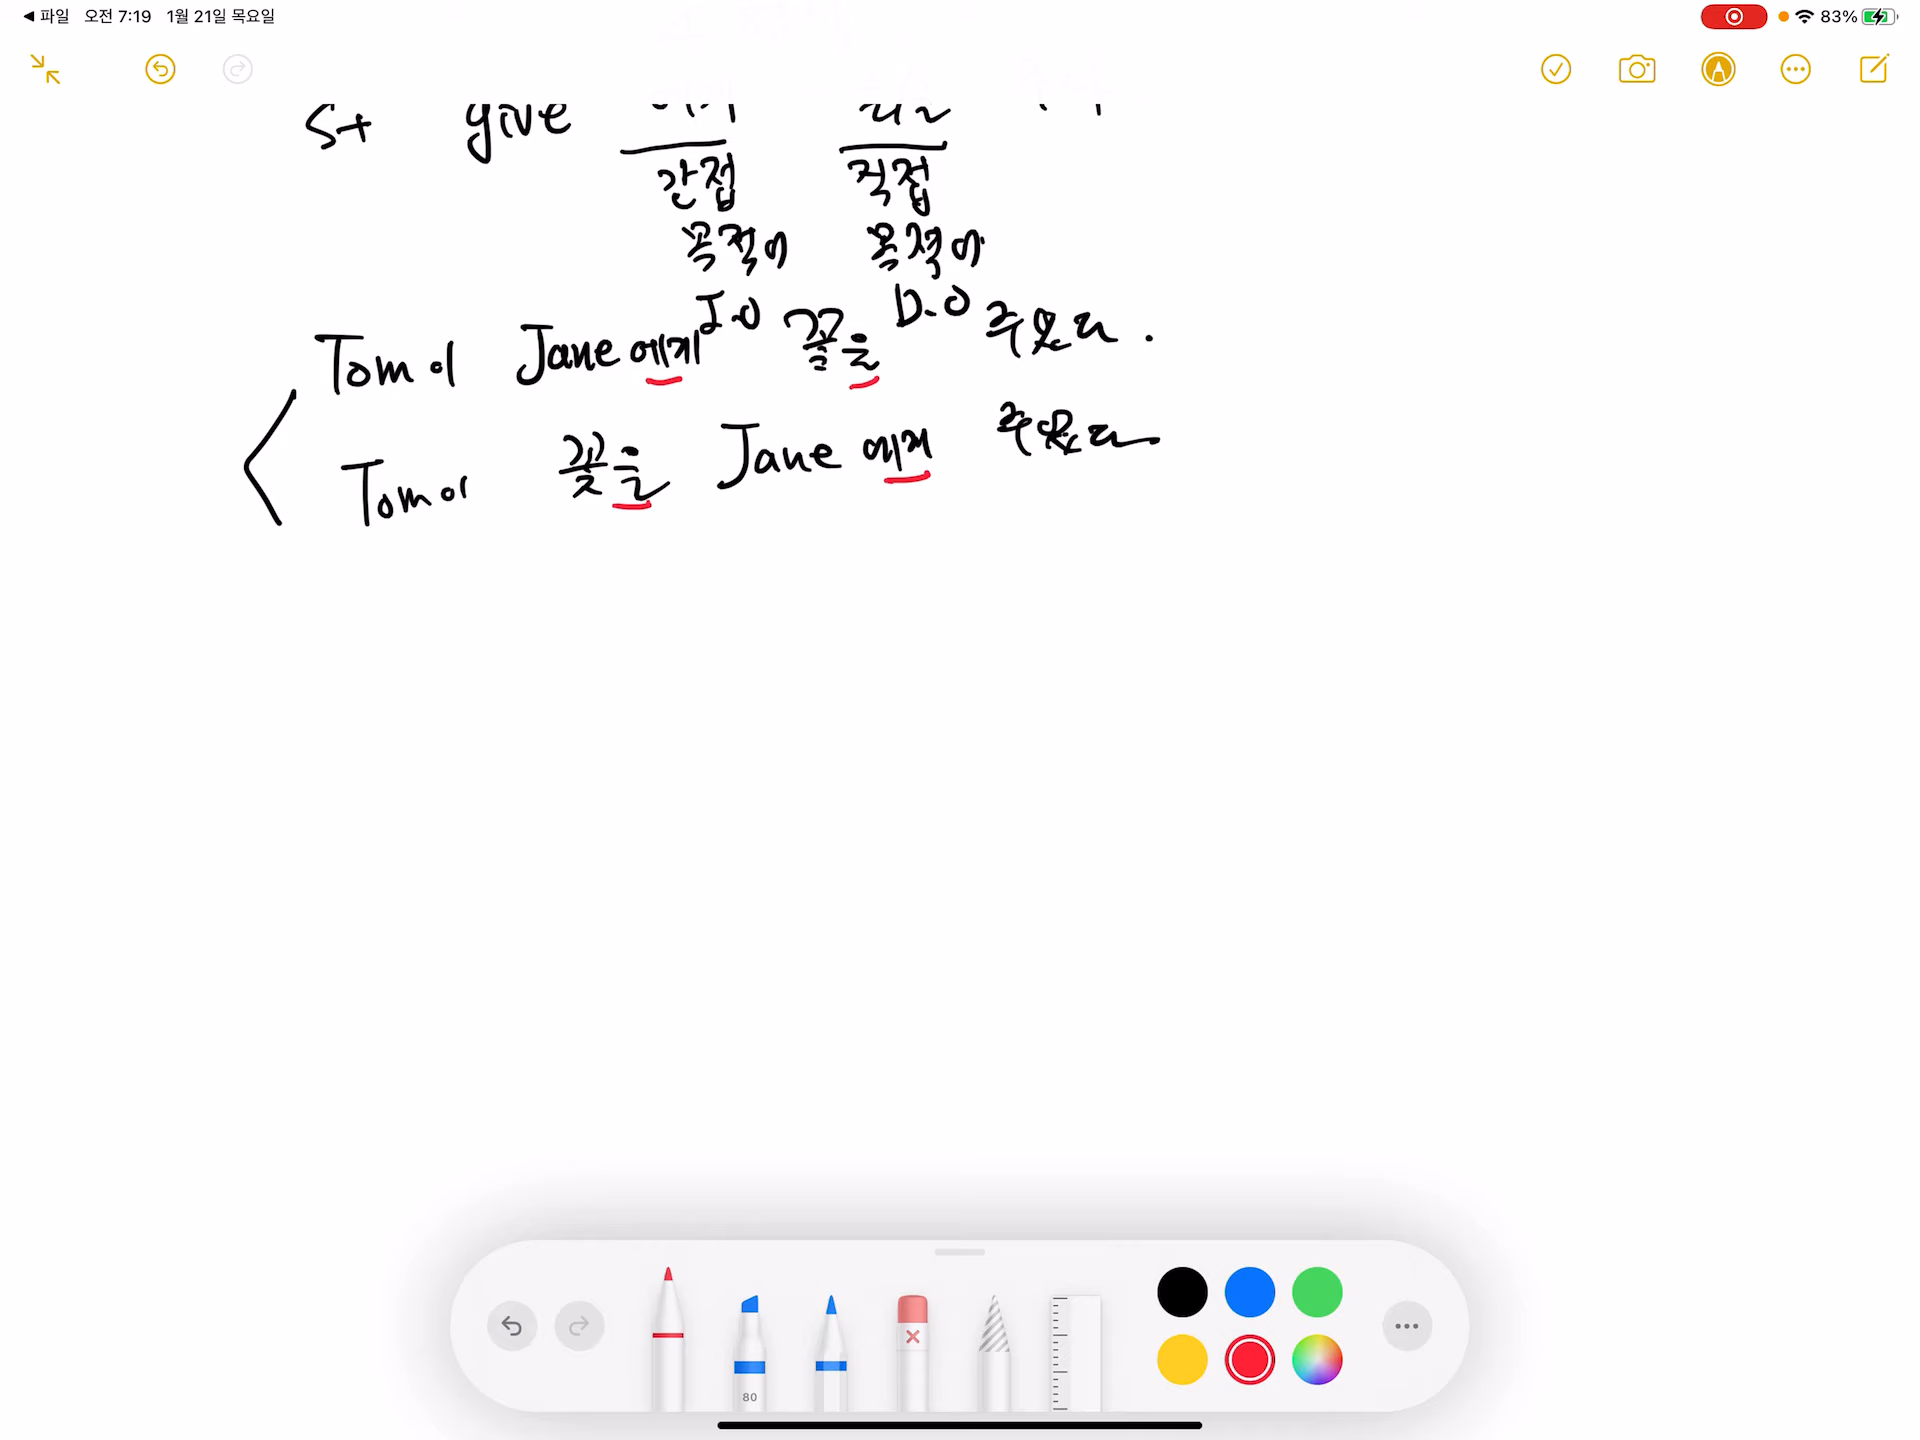 파일 오전 7:19 1월 21일 목요일 83%
S+ give
간접 직접
목적어 목적어
I.O D.O
Tom이 Jane에게 꽃을 주었다.
Tom이 꽃을 Jane에게 주었다
80